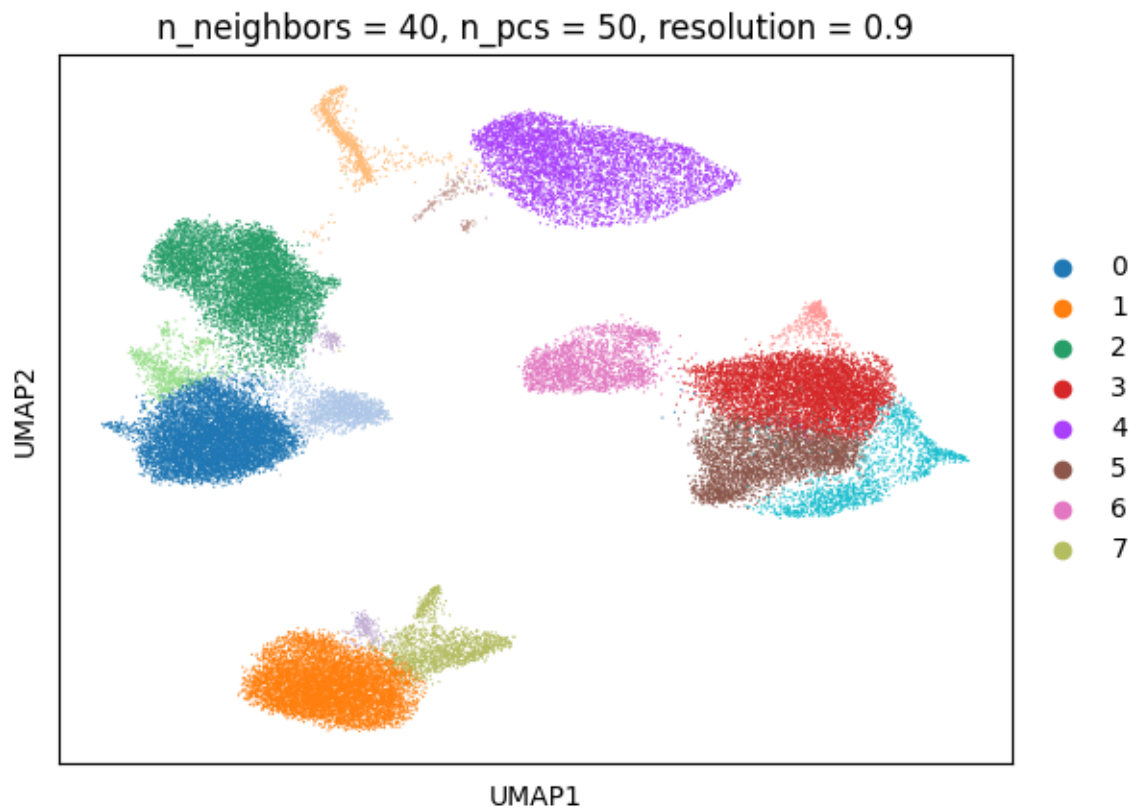 n_neighbors = 40, n_pcs = 50, resolution = 0.9
UMAP2
UMAP1
0
1
2
3
4
5
6
7